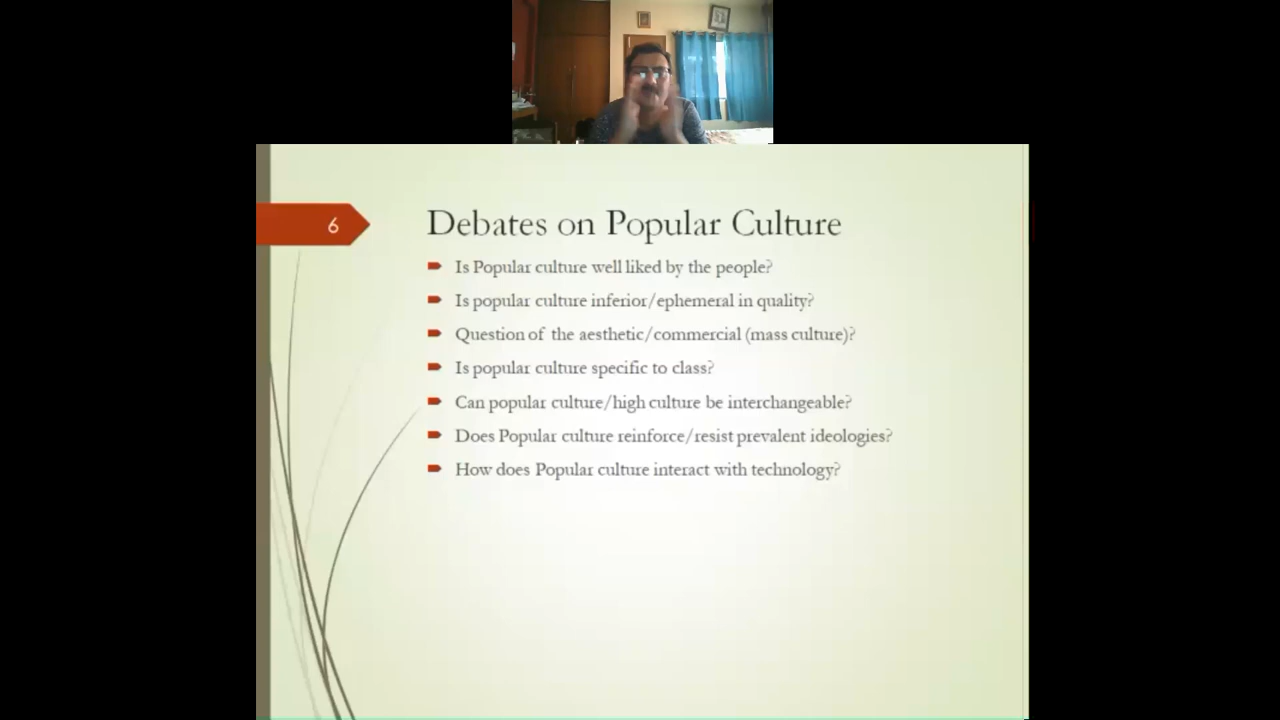 6
Debates on Popular Culture
Is Popular culture well liked by the people?
Is popular culture inferior/ephemeral in quality?
Question of the aesthetic/commercial (mass culture)?
Is popular culture specific to class?
Can popular culture/high culture be interchangeable?
Does Popular culture reinforce/resist prevalent ideologies?
How does Popular culture interact with technology?